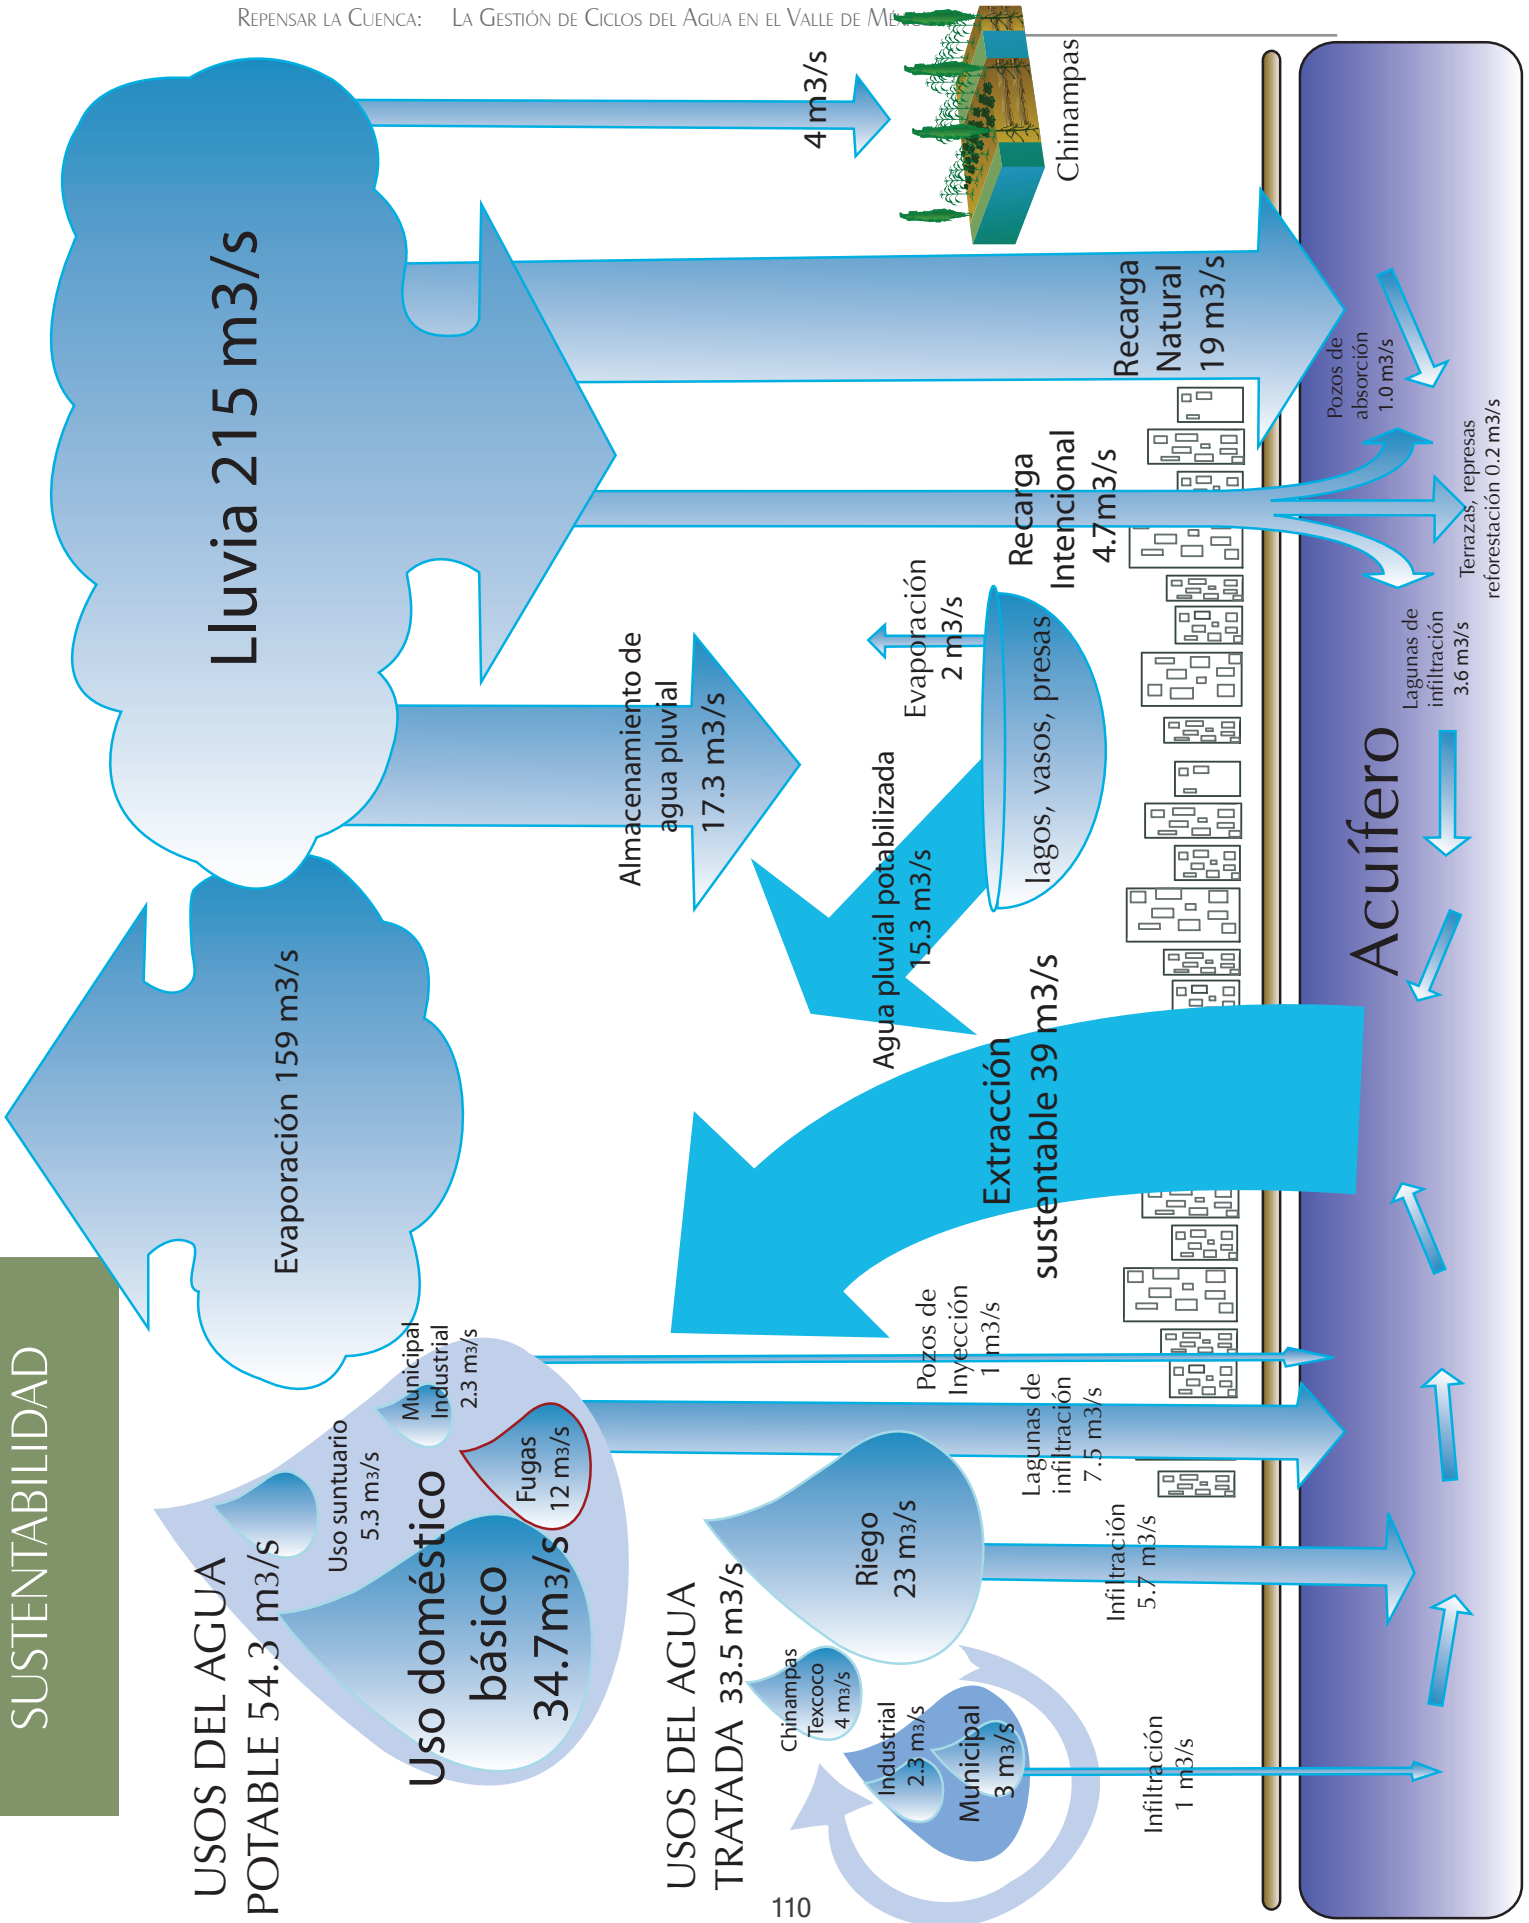 REPENSAR LA CUENCA: LA GESTIÓN DE CICLOS DEL AGUA EN EL VALLE DE
SUSTENTABILIDAD
Lluvia 215 m3/s
4 m3/s
Chinampas
Evaporación 159 m3/s
Almacenamiento de
agua pluvial
17.3 m3/s
Recarga
Natural
19 m3/s
Recarga
Intencional
4.7m3/s
Evaporación
2 m3/s
lagos, vasos, presas
Agua pluvial potabilizada
15.3 m3/s
Extracción
sustentable 39 m3/s
USOS DEL AGUA
POTABLE 54.3 m3/s
Uso suntuario
5.3 m3/s
Municipal
Industrial
2.3 m3/s
Uso doméstico
básico
34.7m3/s
Fugas
12 m3/s
USOS DEL AGUA
TRATADA 33.5 m3/s
Chinampas
Texcoco
4 m3/s
Riego
23 m3/s
Industrial
2.3 m3/s
Municipal
3 m3/s
Pozos de
Inyección
1 m3/s
Lagunas de
infiltración
7.5 m3/s
Infiltración
5.7 m3/s
Infiltración
1 m3/s
Pozos de
absorción
1.0 m3/s
Terrazas, represas
reforestación 0.2 m3/s
Lagunas de
infiltración
3.6 m3/s
Acuífero
110